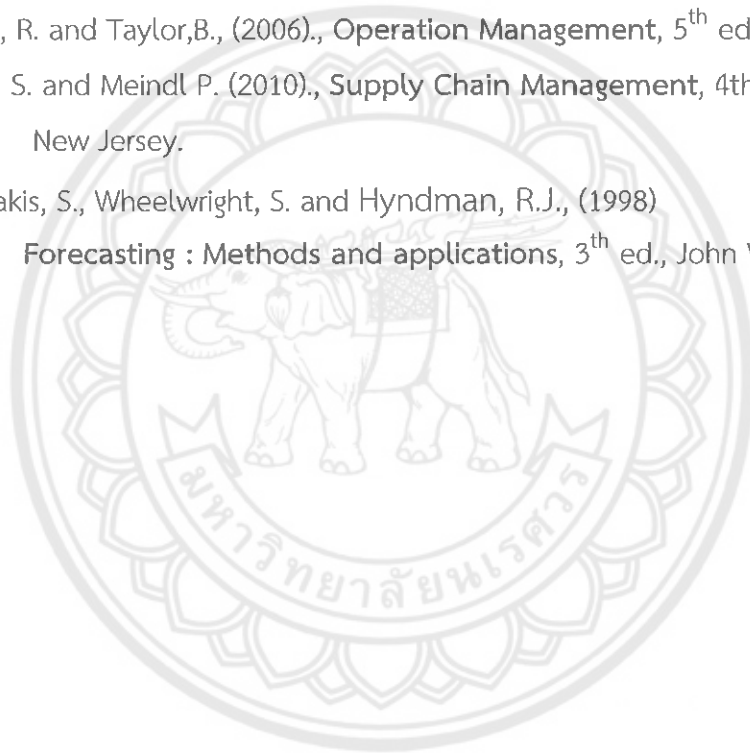 , R. and Taylor,B., (2006)., Operation Management, 5th ed
S. and Meindl P. (2010)., Supply Chain Management, 4th
New Jersey.
akis, S., Wheelwright, S. and Hyndman, R.J., (1998)
Forecasting : Methods and applications, 3th ed., John
มหาวิทยาลัยนเรศวร